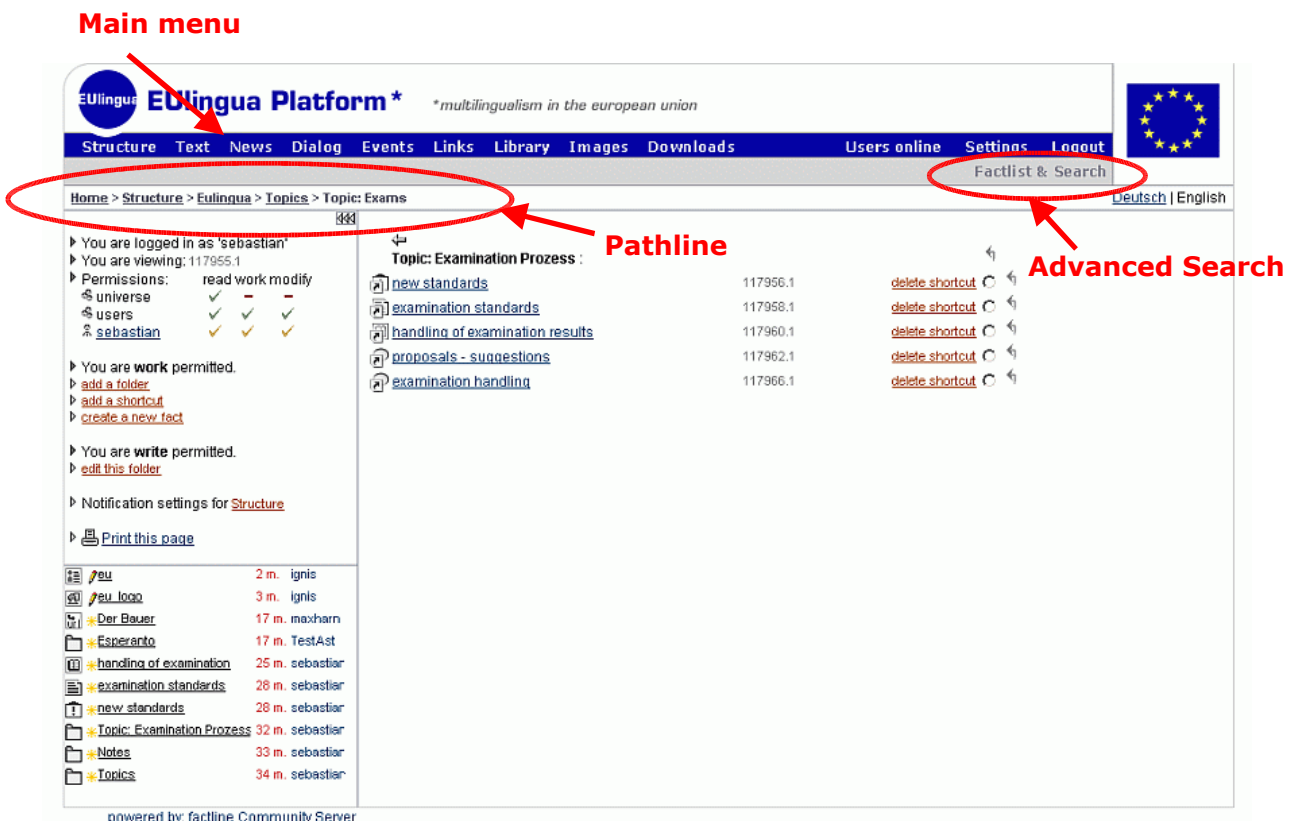 Main menu
EUlingua EUlingua Platform* *multilingualism in the european union
Structure Text News Dialog Events Links Library Images Downloads Users online Settings Logout
Factlist & Search
Home > Structure > Eulingua > Topics > Topic: Exams Deutsch | English
You are logged in as 'sebastian'
You are viewing: 117955.1
Permissions: read work modify
universe
users
sebastian
You are work permitted.
add a folder
add a shortcut
create a new fact
You are write permitted.
edit this folder
Notification settings for Structure
Print this page
Pathline
Advanced Search
Topic: Examination Prozess :
new standards 117956.1 delete shortcut
examination standards 117958.1 delete shortcut
handling of examination results 117960.1 delete shortcut
proposals - suggestions 117962.1 delete shortcut
examination handling 117966.1 delete shortcut
eu 2 m. ignis
eu logo 3 m. ignis
Der Bauer 17 m. maxharn
Esperanto 17 m. TestAst
handling of examination 25 m. sebastian
examination standards 28 m. sebastian
new standards 28 m. sebastian
Topic: Examination Prozess 32 m. sebastian
Notes 33 m. sebastian
Topics 34 m. sebastian
powered by: factline Community Server